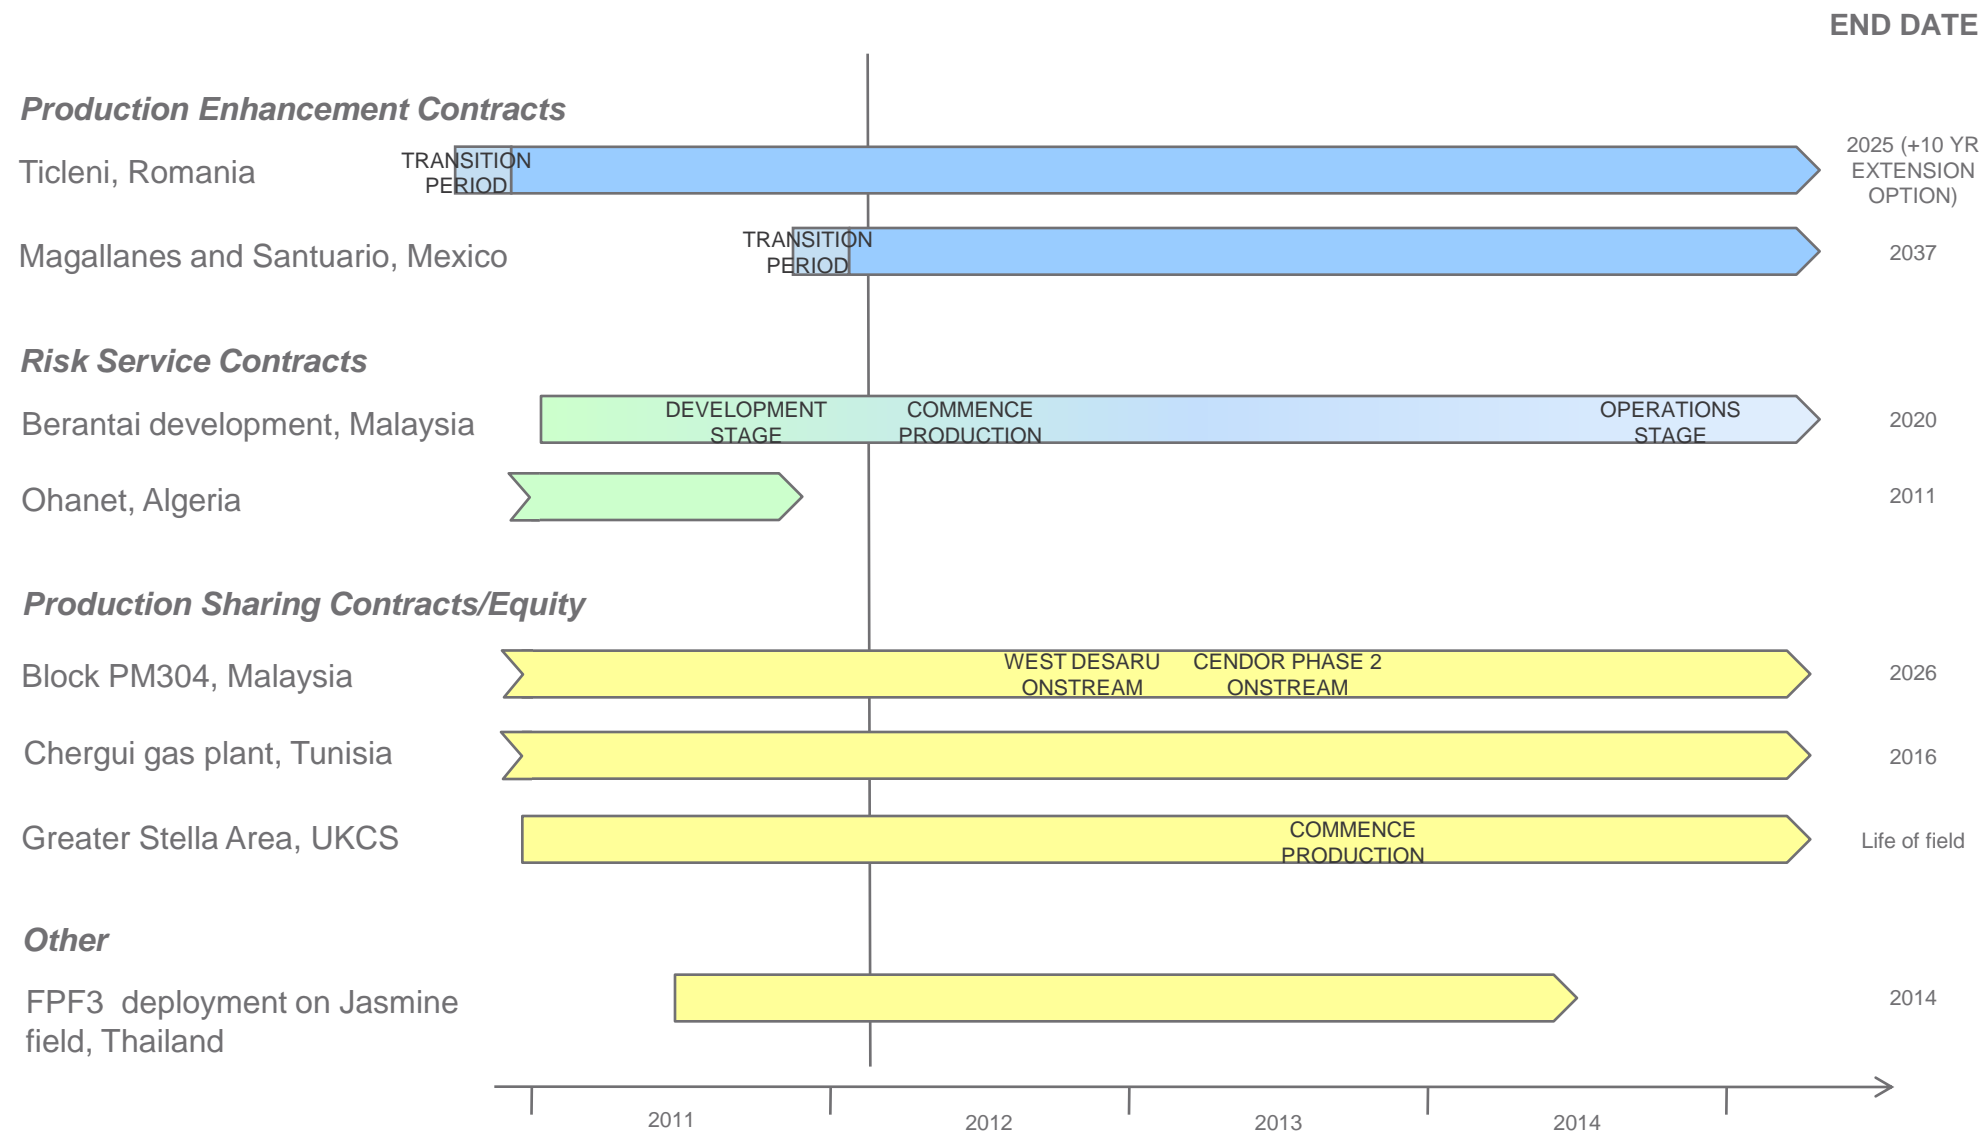 END DATE
Production Enhancement Contracts
Ticleni, Romania
TRANSITION
PERIOD
2025 (+10 YR
EXTENSION
OPTION)
Magallanes and Santuario, Mexico
TRANSITION
PERIOD
2037
Risk Service Contracts
Berantai development, Malaysia
DEVELOPMENT
STAGE
COMMENCE
PRODUCTION
OPERATIONS
STAGE
2020
Ohanet, Algeria
2011
Production Sharing Contracts/Equity
Block PM304, Malaysia
WEST DESARU
ONSTREAM
CENDOR PHASE 2
ONSTREAM
2026
Chergui gas plant, Tunisia
2016
Greater Stella Area, UKCS
COMMENCE
PRODUCTION
Life of field
Other
FPF3  deployment on Jasmine
field, Thailand
2014
2011
2012
2013
2014